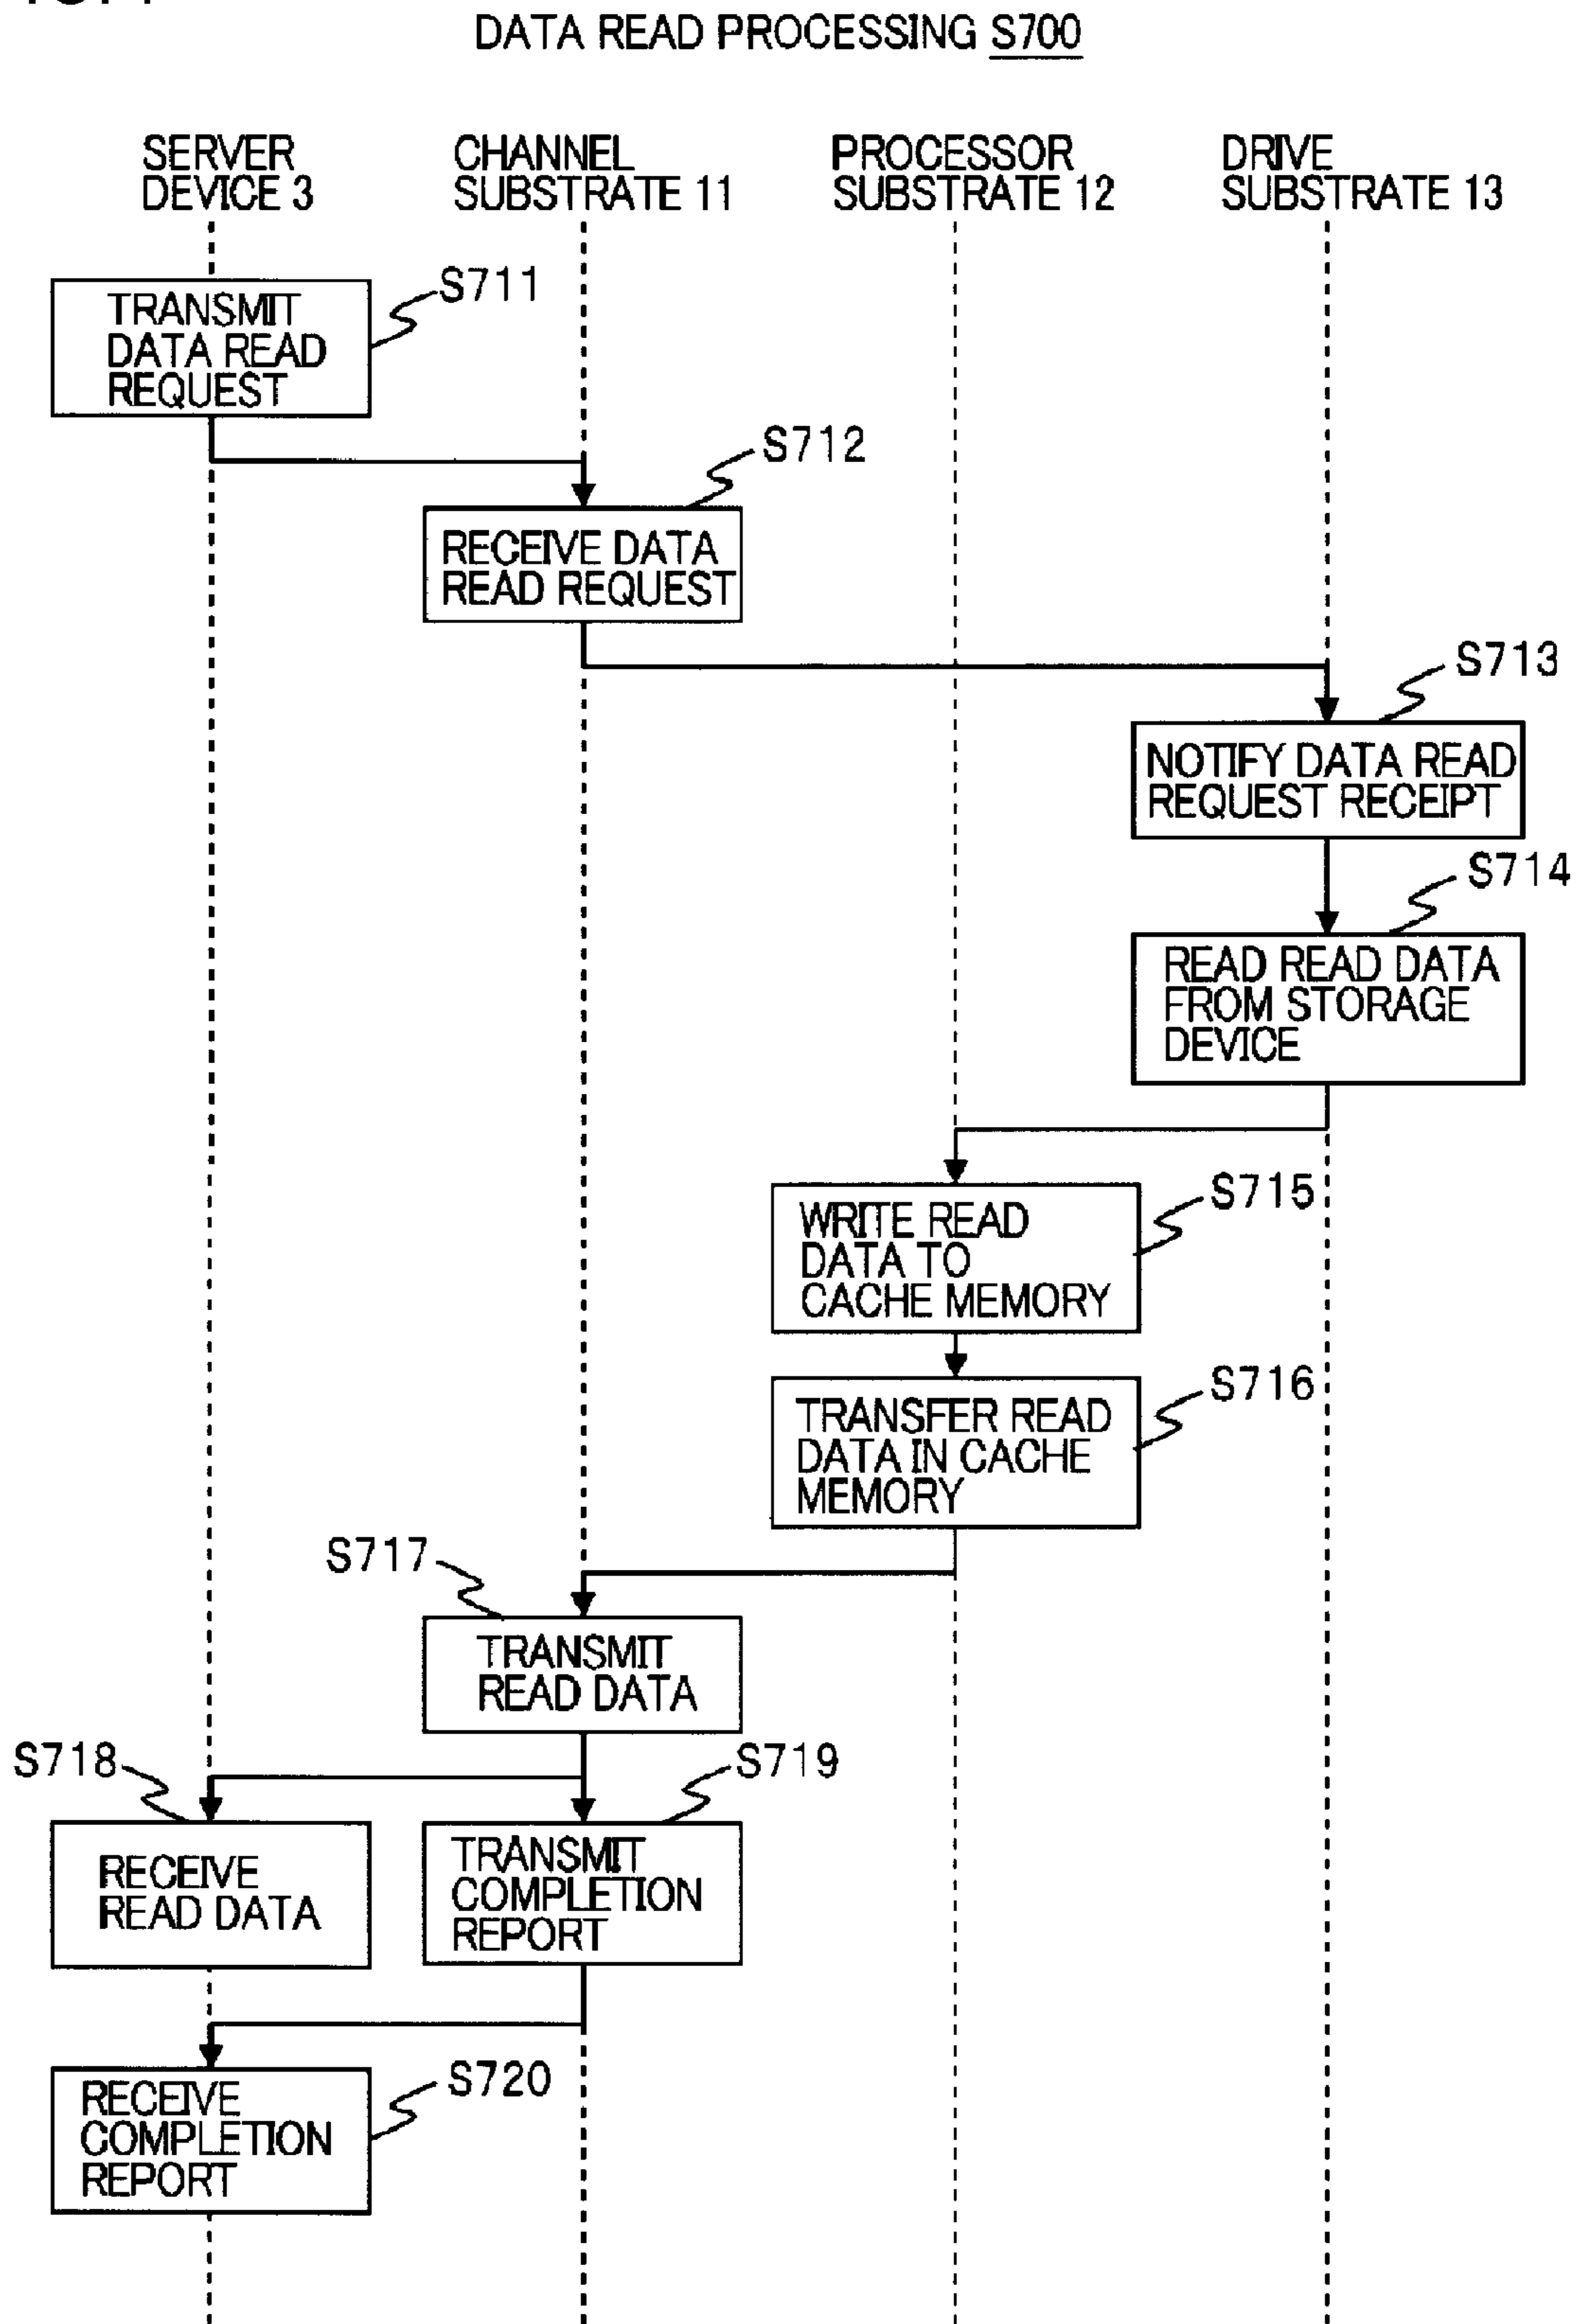 DATA READ PROCESSING S700
SERVER
DEVICE 3
CHANNEL
SUBSTRATE 11
PROCESSOR
SUBSTRATE 12
DRIVE
SUBSTRATE 13
S711
TRANSMIT
DATA READ
REQUEST
S712
RECEIVE DATA
READ REQUEST
S713
NOTIFY DATA READ
REQUEST RECEIPT
S714
READ READ DATA
FROM STORAGE
DEVICE
S715
WRITE READ
DATA TO
CACHE MEMORY
S716
TRANSFER READ
DATA IN CACHE
MEMORY
S717
TRANSMIT
READ DATA
S718
RECEIVE
READ DATA
S719
TRANSMIT
COMPLETION
REPORT
S720
RECEIVE
COMPLETION
REPORT